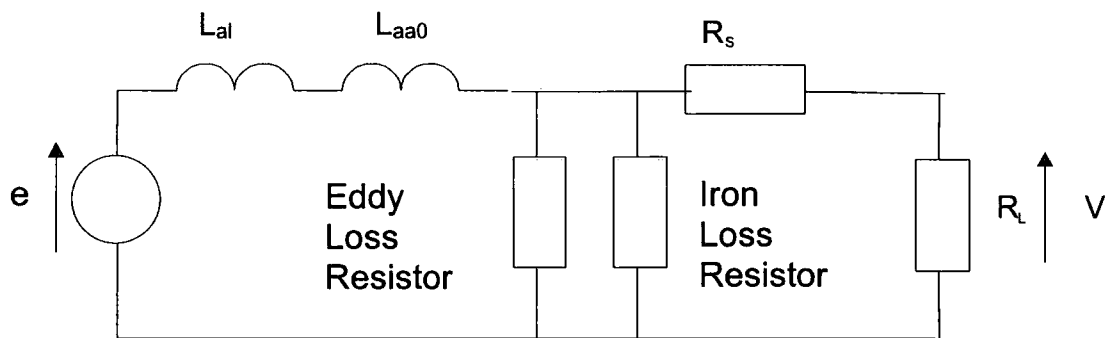 Lal
Laa0
Rs
e
Eddy
Loss
Resistor
Iron
Loss
Resistor
RL
V